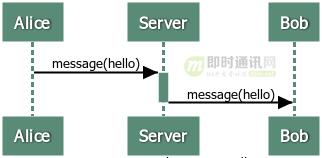 Alice Server Bob
message(hello)
即时通讯网
message(hello)
Alice Server Bob